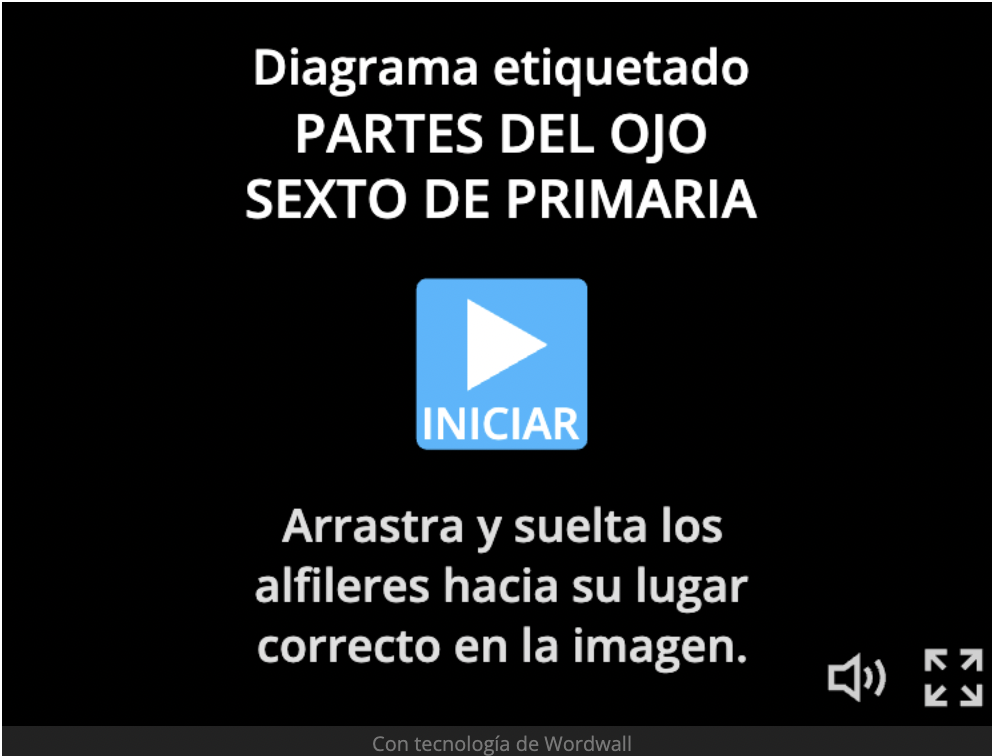 Diagrama etiquetado
PARTES DEL OJO
SEXTO DE PRIMARIA
INICIAR
Arrastra y suelta los
alfileres hacia su lugar
correcto en la imagen.
Con tecnología de Wordwall